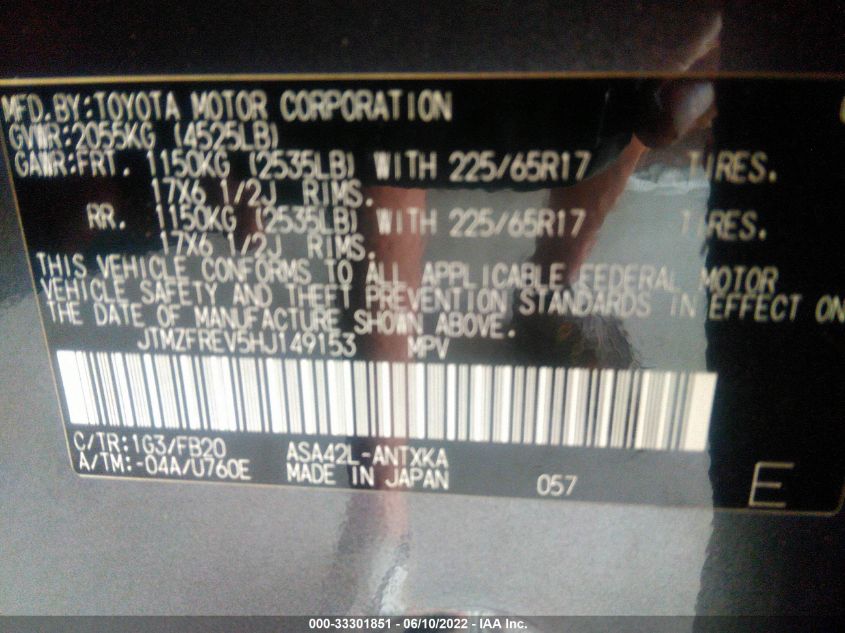 MFD.BY:TOYOTA MOTOR CORPORATION
GVWR:2055KG (4525LB)
GAWR:FRT. 1150KG (2535LB) WITH 225/65R17 TIRES.
17X6 1/2J RIMS.
RR. 1150KG (2535LB) WITH 225/65R17 TIRES.
17X6 1/2J RIMS.
THIS VEHICLE CONFORMS TO ALL APPLICABLE FEDERAL MOTOR
VEHICLE SAFETY AND THEFT PREVENTION STANDARDS IN EFFECT ON
THE DATE OF MANUFACTURE SHOWN ABOVE.
JTMZFREV5HJ149153 MPV
C/TR:1G3/FB20 ASA42L-ANTXKA
A/TM:-04A/U760E MADE IN JAPAN 057 E
000-33301851 - 06/10/2022 - IAA Inc.